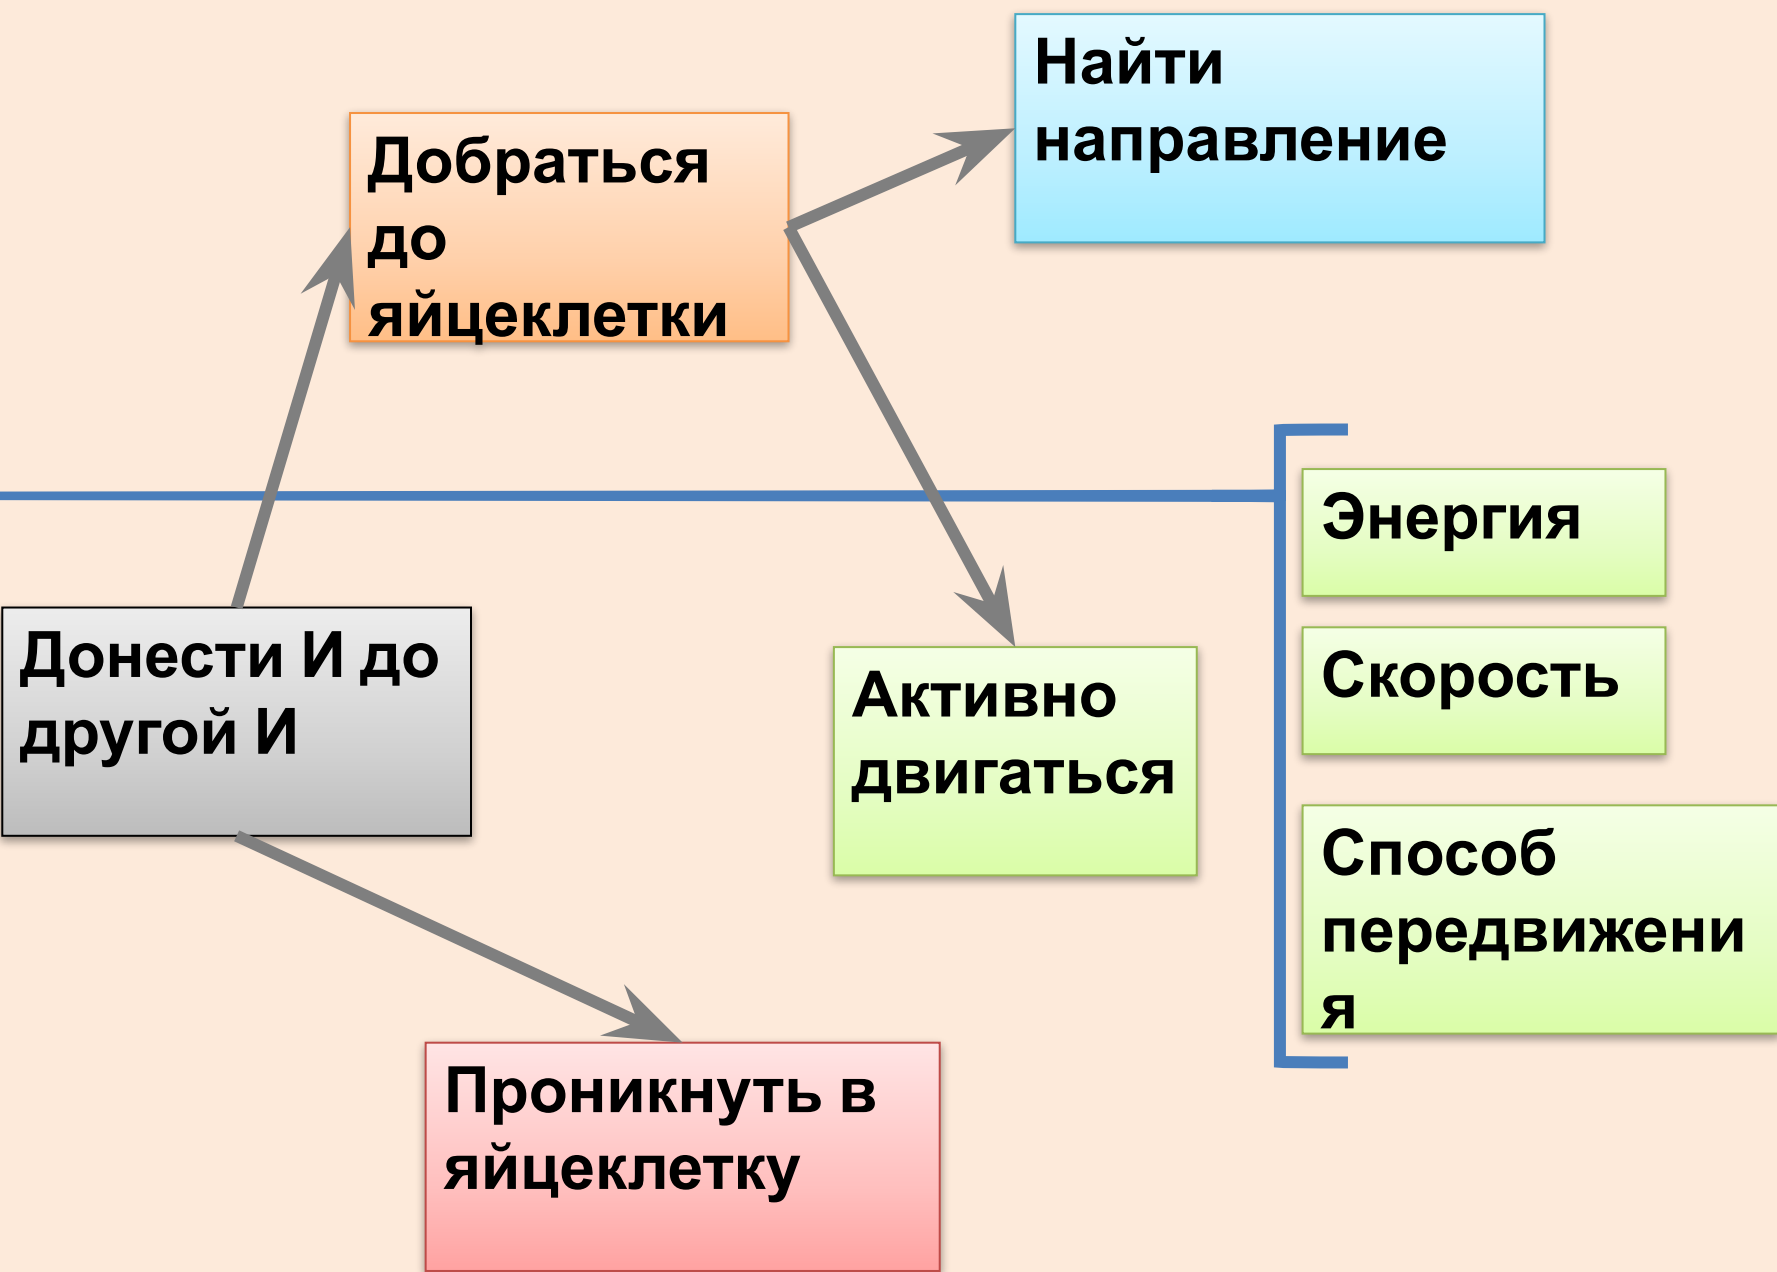 Найти
направление
Добраться
до
яйцеклетки
Энергия
Скорость
Донести И до
другой И
Активно
двигаться
Способ
передвижени
я
Проникнуть в
яйцеклетку